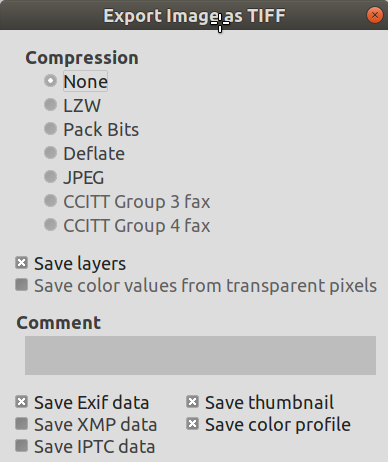 Export Image as TIFF
Compression
None
LZW
Pack Bits
Deflate
JPEG
CCITT Group 3 fax
CCITT Group 4 fax
Save layers
Save color values from transparent pixels
Comment
Save Exif data
Save thumbnail
Save XMP data
Save color profile
Save IPTC data